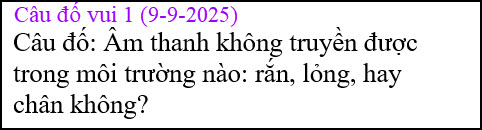 Câu đố vui 1 (9-9-2025)
Câu đố: Âm thanh không truyền được
trong môi trường nào: rắn, lỏng, hay
chân không?